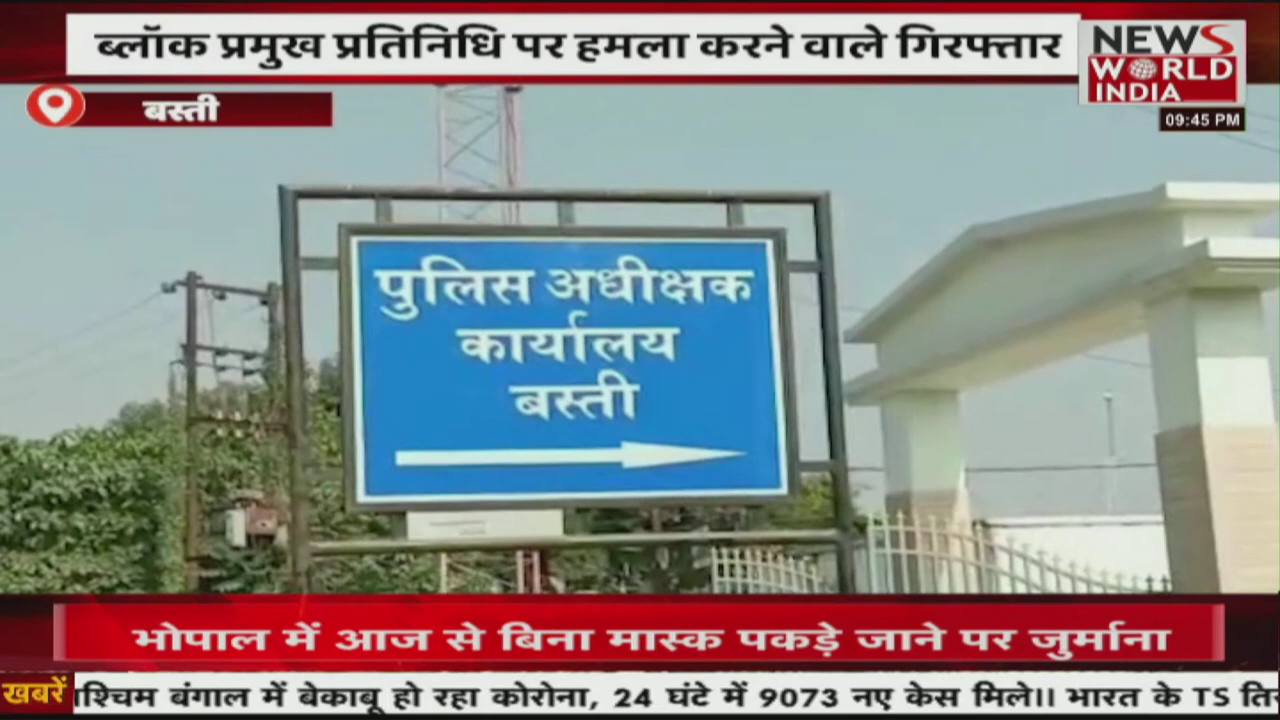 ब्लॉक प्रमुख प्रतिनिधि पर हमला करने वाले गिरफ्तार
NEWS
WORLD
INDIA
09:45 PM
बस्ती
पुलिस अधीक्षक
कार्यालय
बस्ती
भोपाल में आज से बिना मास्क पकड़े जाने पर जुर्माना
खबरें
बंगाल में बेकाबू हो रहा कोरोना, 24 घंटे में 9073 नए केस मिले।। भारत के TS